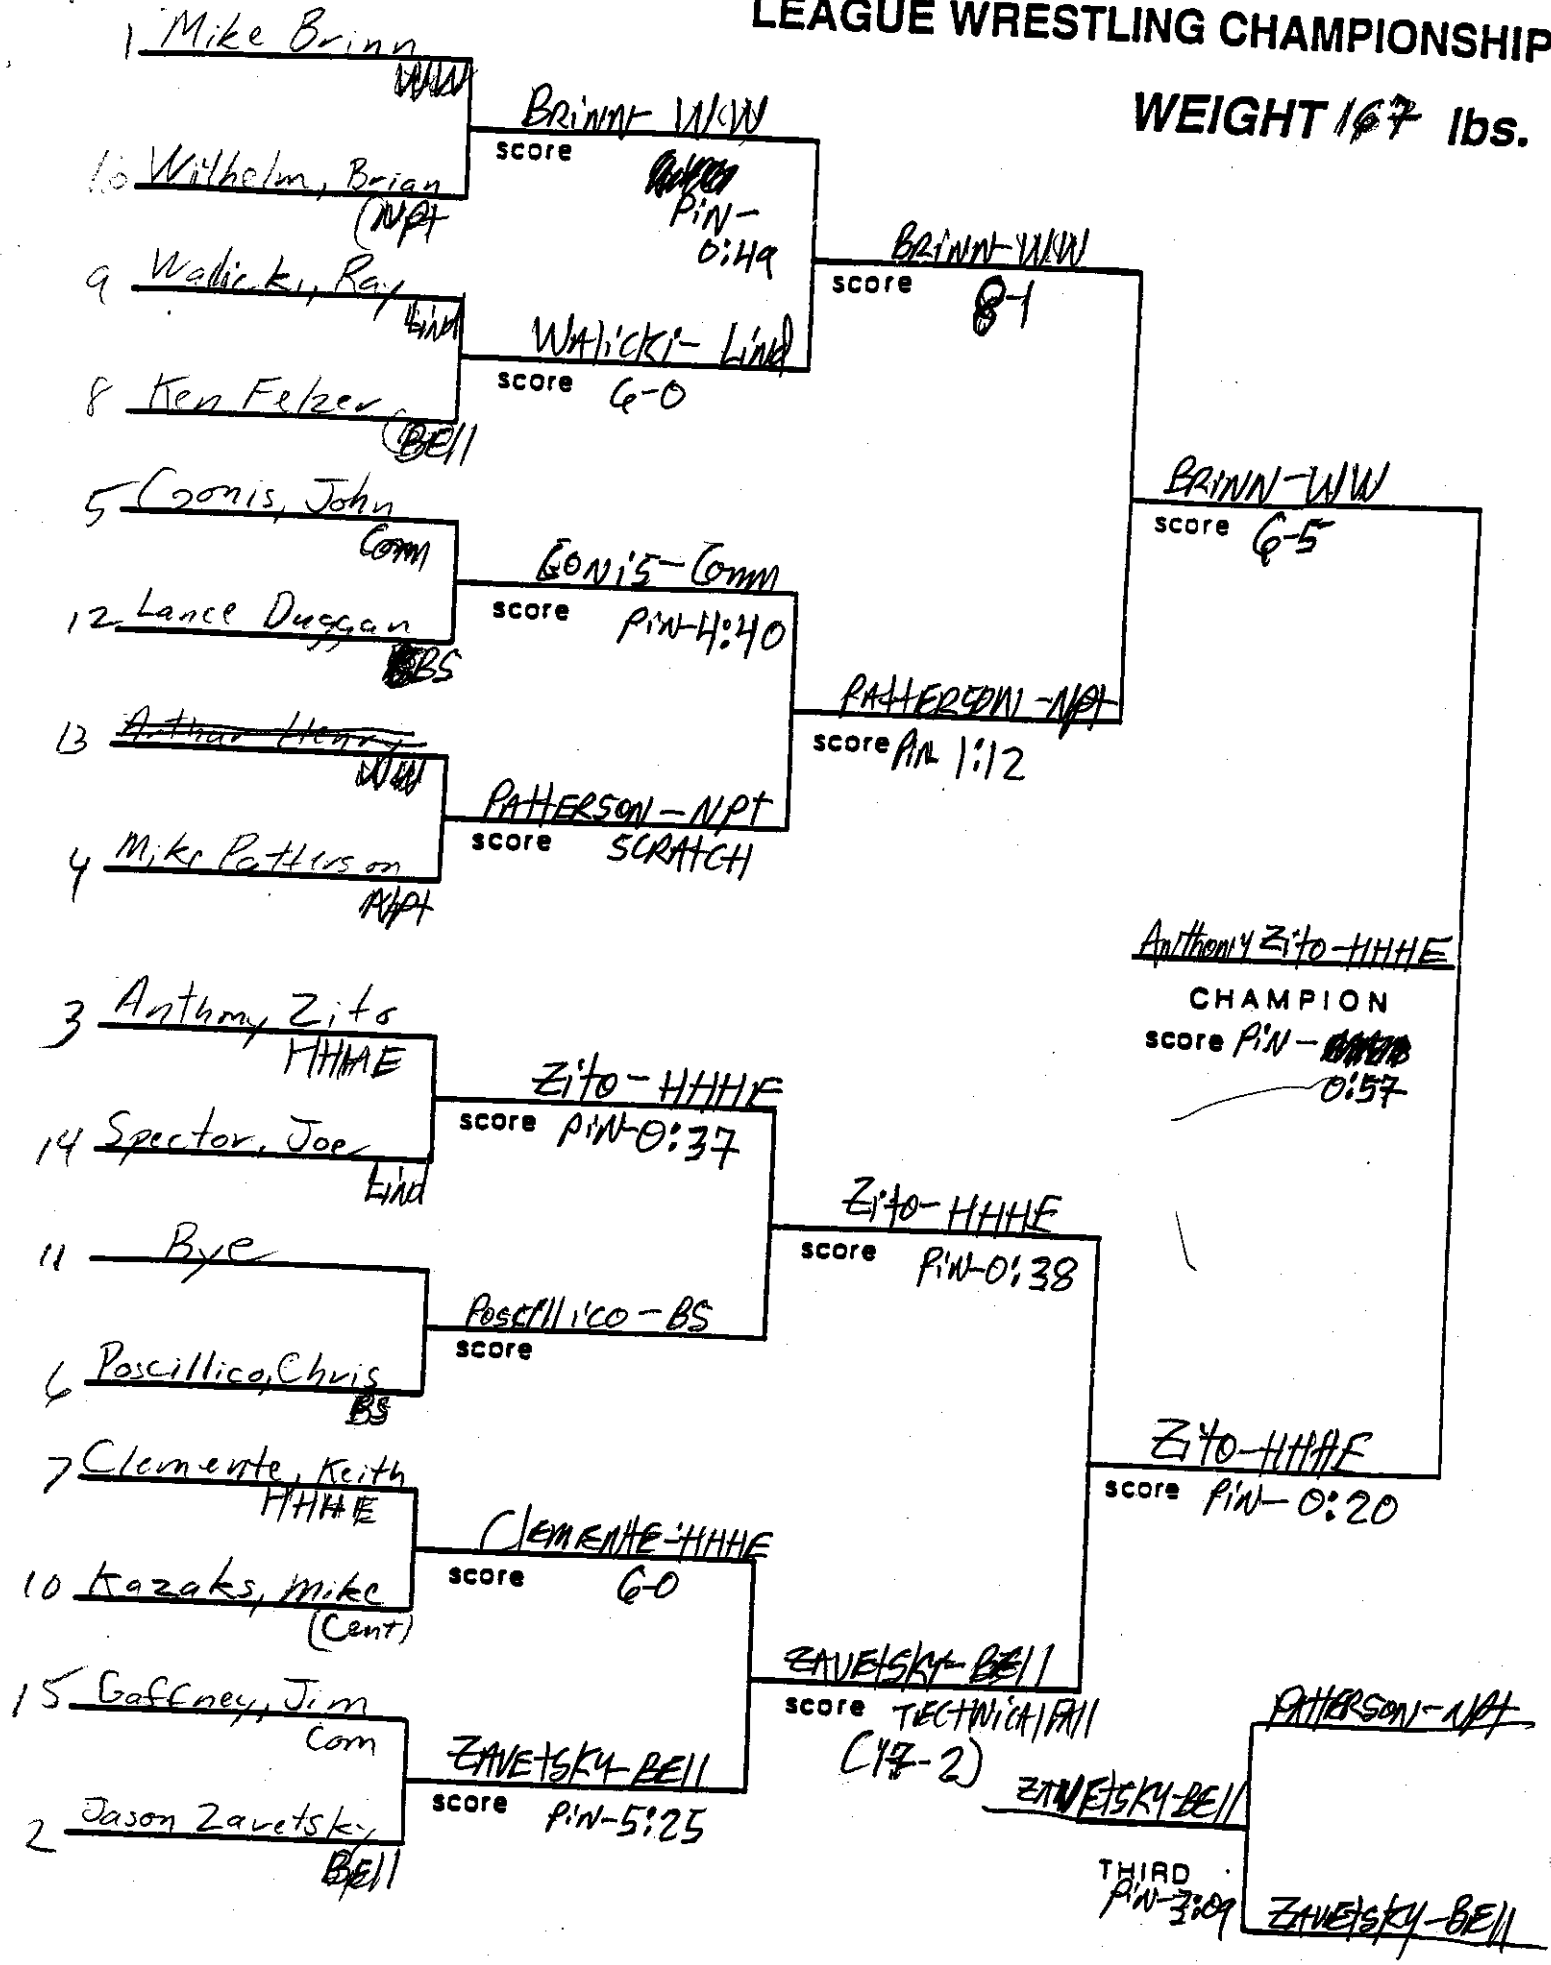 LEAGUE WRESTLING CHAMPIONSHIP
WEIGHT 167 lbs.
1 Mike Brinn
WW
16 Wilhelm, Brian
(NPt
9 Walicki, Ray
Lind
8 Ken Felzer
(BEll
5 Gonis, John
Comm
12 Lance Duggan
BS
13 Arthur Henry
WW
4 Mike Patterson
NPt
3 Anthony Zito
HHHE
14 Spector, Joe
Lind
11 Bye
6 Poscillico, Chris
BS
7 Clemente, Keith
HHHE
10 Kazaks, Mike
(Cent)
15 Gaffney, Jim
Com
2 Jason Zavetsky
BEll
BRiNN- WW
score
PiN-
0:49
WAlicki- Lind
score 6-0
GONiS-Comm
score PiN-4:40
PAttERSON-NPt
score SCRAtCH
Zito-HHHE
score PiN-0:37
Poscillico-BS
score
ClEMENtE-HHHE
score 6-0
ZAVEtSKY-BEll
score PiN-5:25
BRiNN-WW
score 8-1
PAttERSON-NPt
score PiN 1:12
Zito-HHHE
score PiN-0:38
ZAVEtSKY-BEll
score TECHNiCAl FAll
(17-2)
BRiNN-WW
score 6-5
Zito-HHHE
score PiN-0:20
Anthony Zito-HHHE
CHAMPION
score PiN-
0:57
PAttERSON-NPt
ZAVEtSKY-BEll
THIRD
PiN-3:09
ZAVEtSKY-BEll